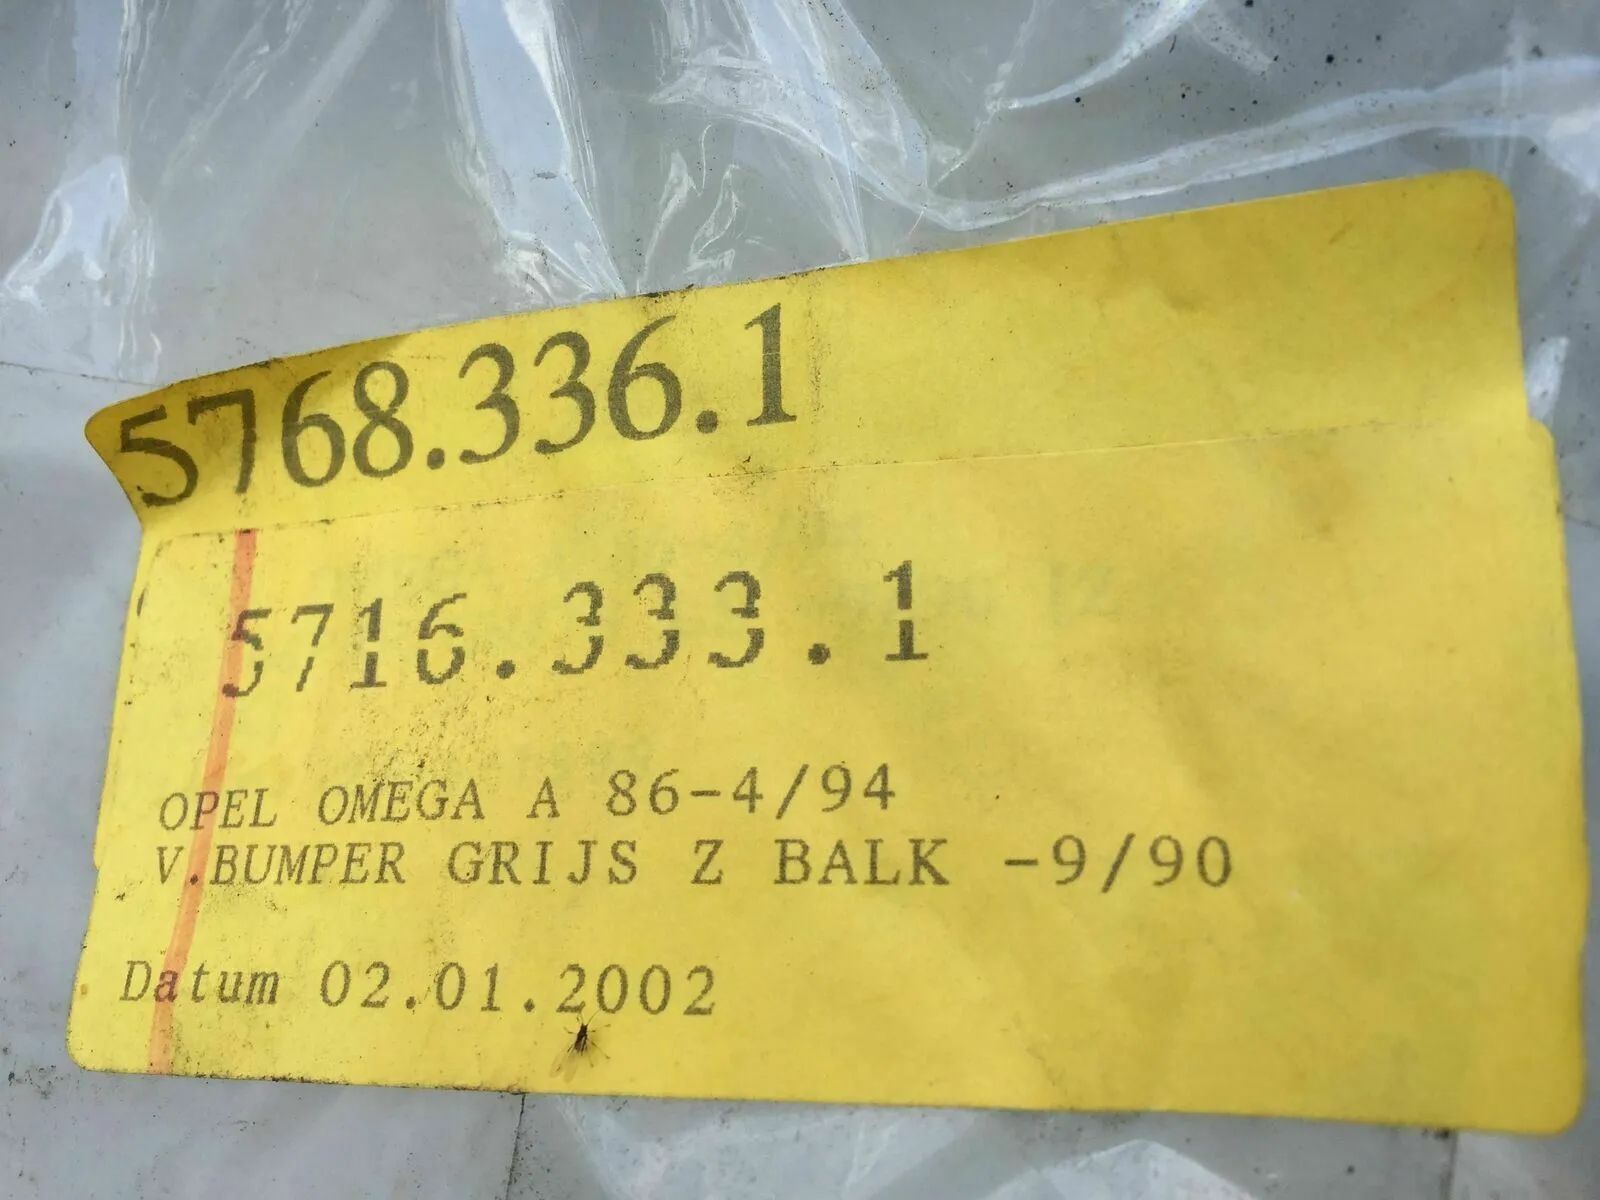 5768.336.1
5716.333.1
OPEL OMEGA A 86-4/94
V.BUMPER GRIJS Z BALK -9/90
Datum 02.01.2002